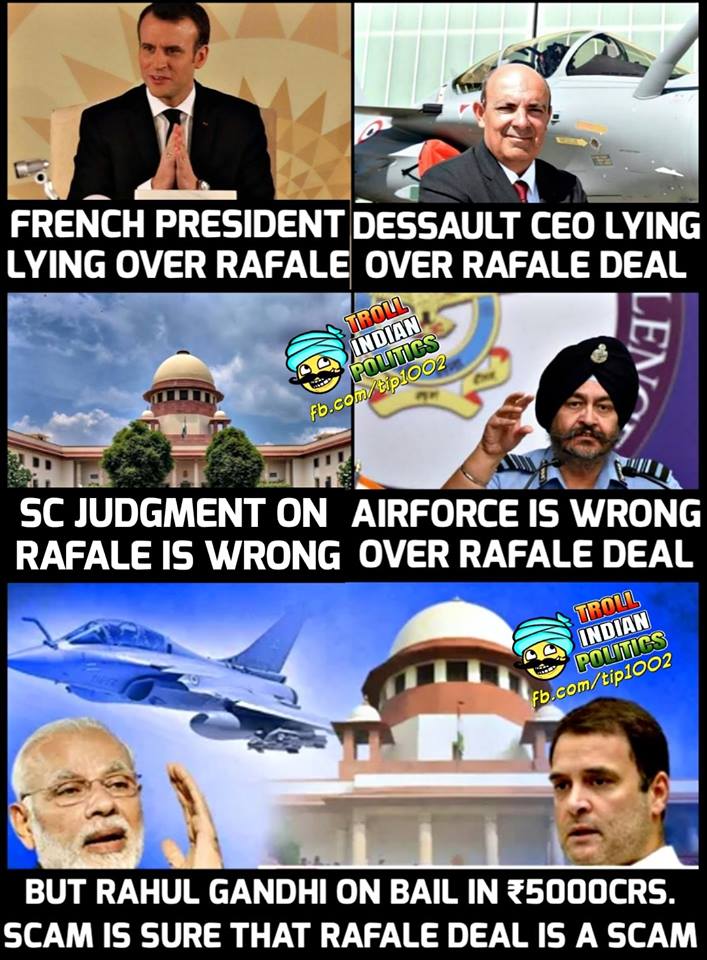 FRENCH PRESIDENT
LYING OVER RAFALE
DESSAULT CEO LYING
OVER RAFALE DEAL
TROLL
INDIAN
POLITICS
fb.com/tip1002
SC JUDGMENT ON
RAFALE IS WRONG
AIRFORCE IS WRONG
OVER RAFALE DEAL
TROLL
INDIAN
POLITICS
fb.com/tip1002
BUT RAHUL GANDHI ON BAIL IN ₹5000CRS.
SCAM IS SURE THAT RAFALE DEAL IS A SCAM